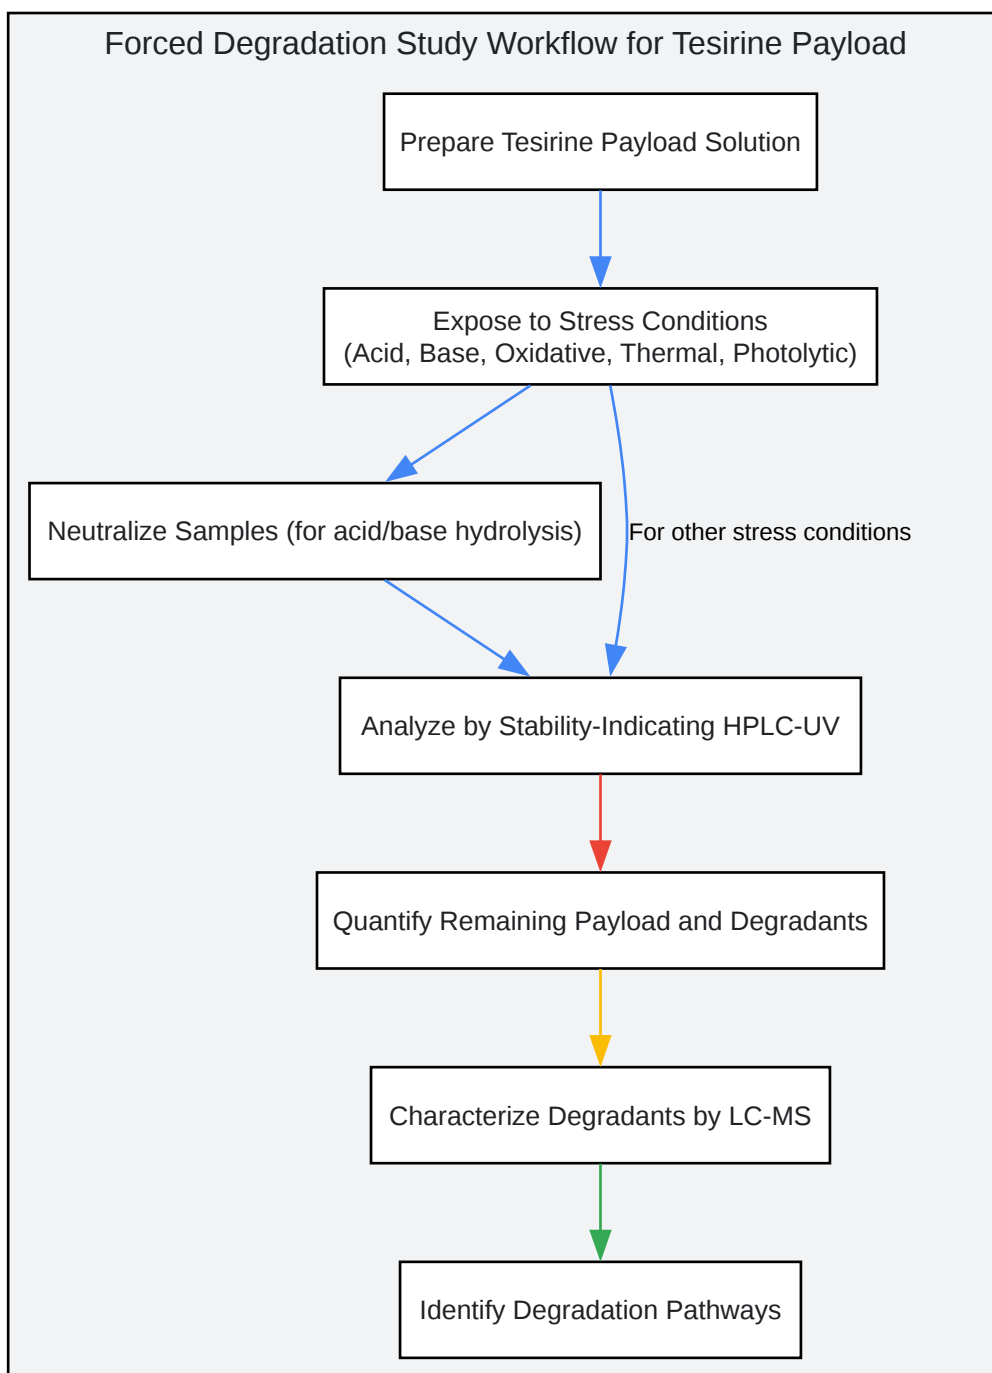 Forced Degradation Study Workflow for Tesirine Payload
Prepare Tesirine Payload Solution
Expose to Stress Conditions
(Acid, Base, Oxidative, Thermal, Photolytic)
Neutralize Samples (for acid/base hydrolysis)
For other stress conditions
Analyze by Stability-Indicating HPLC-UV
Quantify Remaining Payload and Degradants
Characterize Degradants by LC-MS
Identify Degradation Pathways